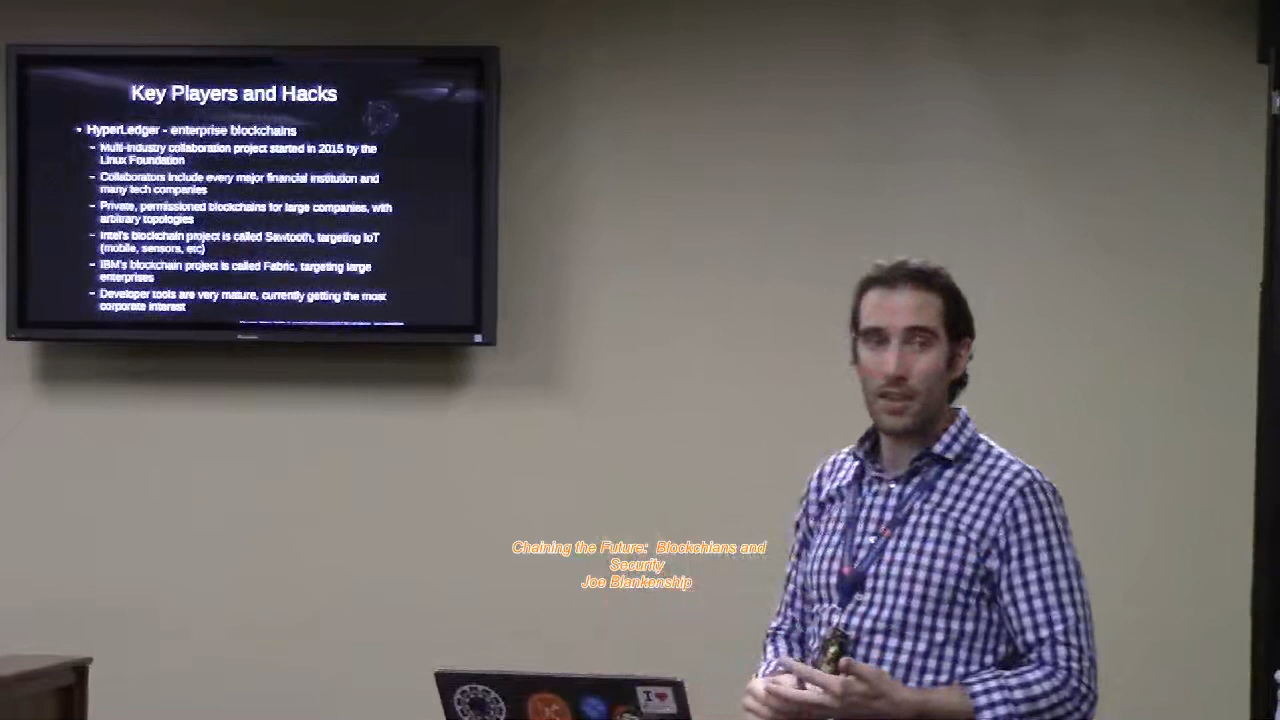 Key Players and Hacks
• HyperLedger - enterprise blockchains
– Multi-industry collaboration project started in 2015 by the
Linux Foundation
– Collaborators include every major financial institution and
many tech companies
– Private, permissioned blockchains for large companies, with
arbitrary topologies
– Intel's blockchain project is called Sawtooth, targeting IoT
(mobile, sensors, etc)
– IBM's blockchain project is called Fabric, targeting large
enterprises
– Developer tools are very mature, currently getting the most
corporate interest
Chaining the Future: Blockchians and
Security
Joe Blankenship
I